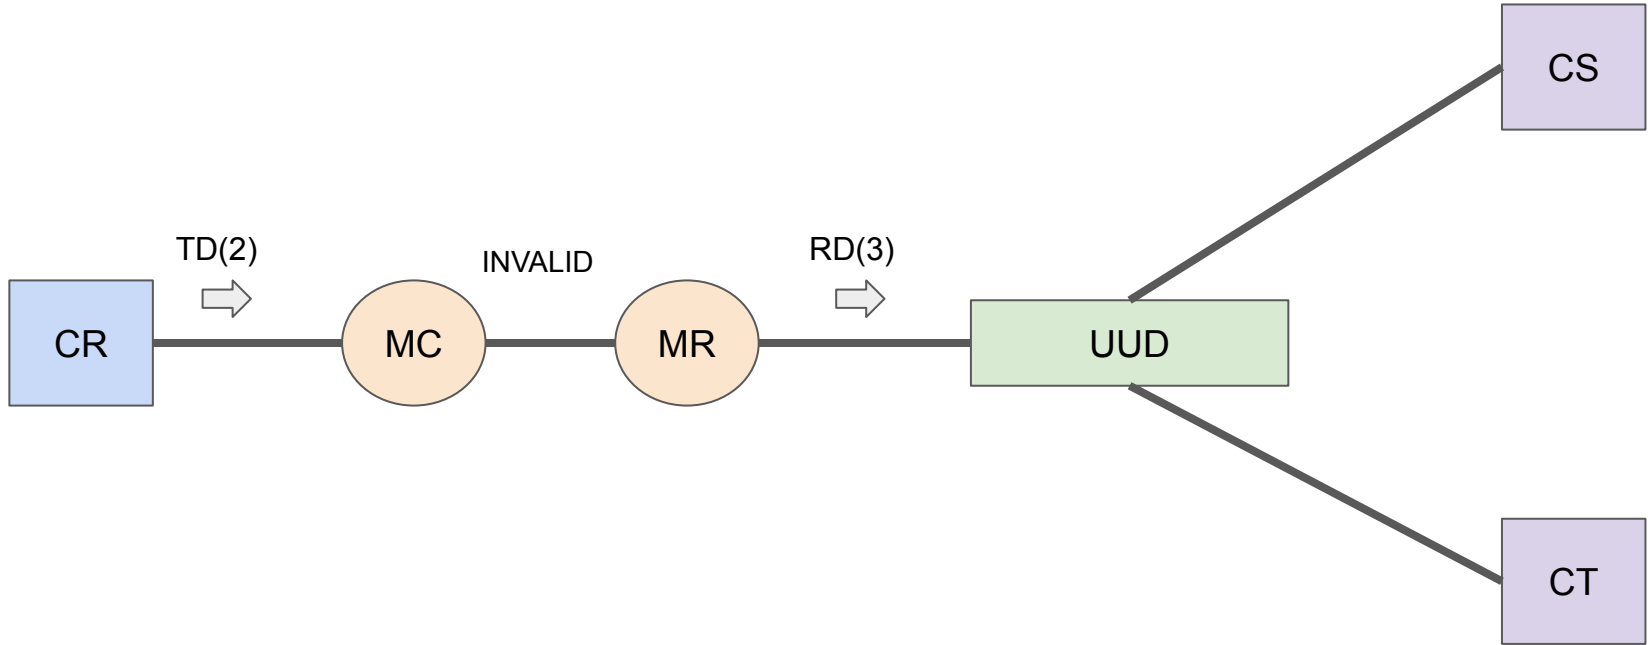 CS
TD(2)
INVALID
RD(3)
CR
MC
MR
UUD
CT